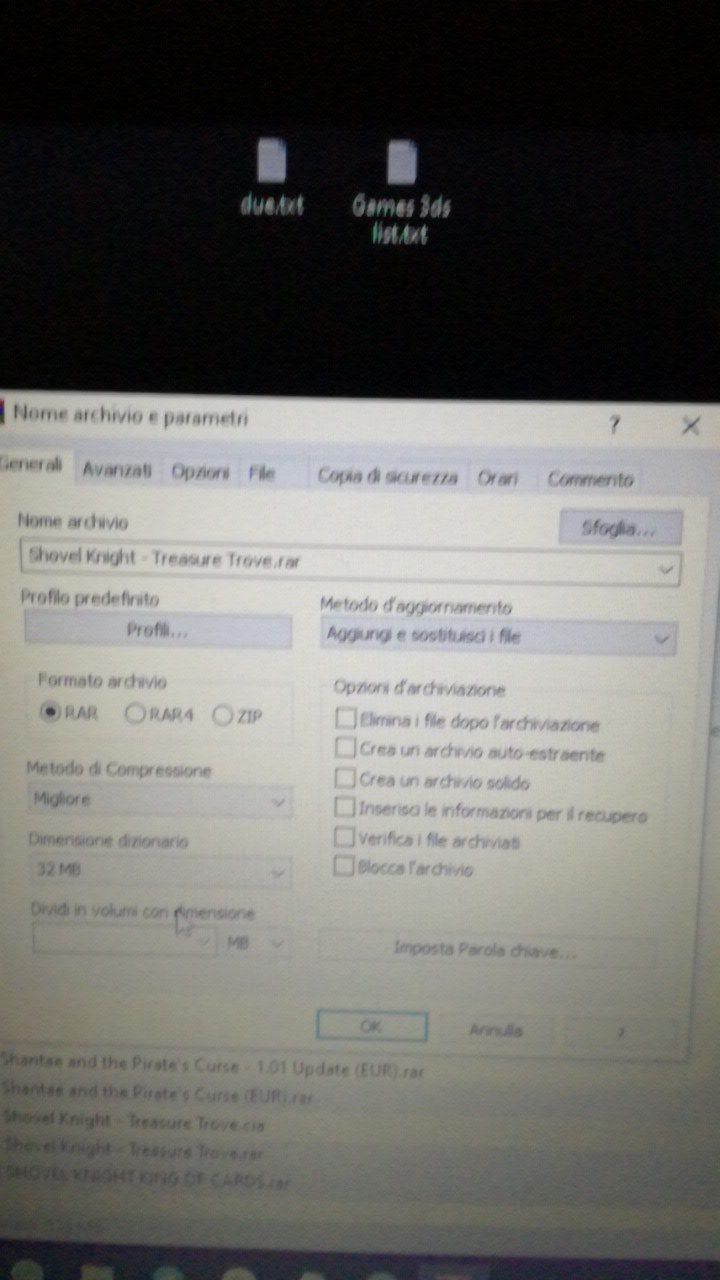 due.txt
Games 3ds
list.txt
Nome archivio e parametri
?
Generali
Avanzati
Opzioni
File
Copia di sicurezza
Orari
Commento
Nome archivio
Sfoglia...
Shovel Knight - Treasure Trove.rar
Profilo predefinito
Profili...
Metodo d'aggiornamento
Aggiungi e sostituisci i file
Formato archivio
RAR
RAR4
ZIP
Opzioni d'archiviazione
Elimina i file dopo l'archiviazione
Crea un archivio auto-estraente
Crea un archivio solido
Inserisci le informazioni per il recupero
Verifica i file archiviati
Blocca l'archivio
Metodo di Compressione
Migliore
Dimensione dizionario
32 MB
Dividi in volumi con dimensione
MB
Imposta Parola chiave...
OK
Annulla
?
Shantae and the Pirate's Curse - 1.01 Update (EUR).rar
Shantae and the Pirate's Curse (EUR).rar
Shovel Knight - Treasure Trove.cia
Shovel Knight - Treasure Trove.rar
SHOVEL KNIGHT KING OF CARDS.rar